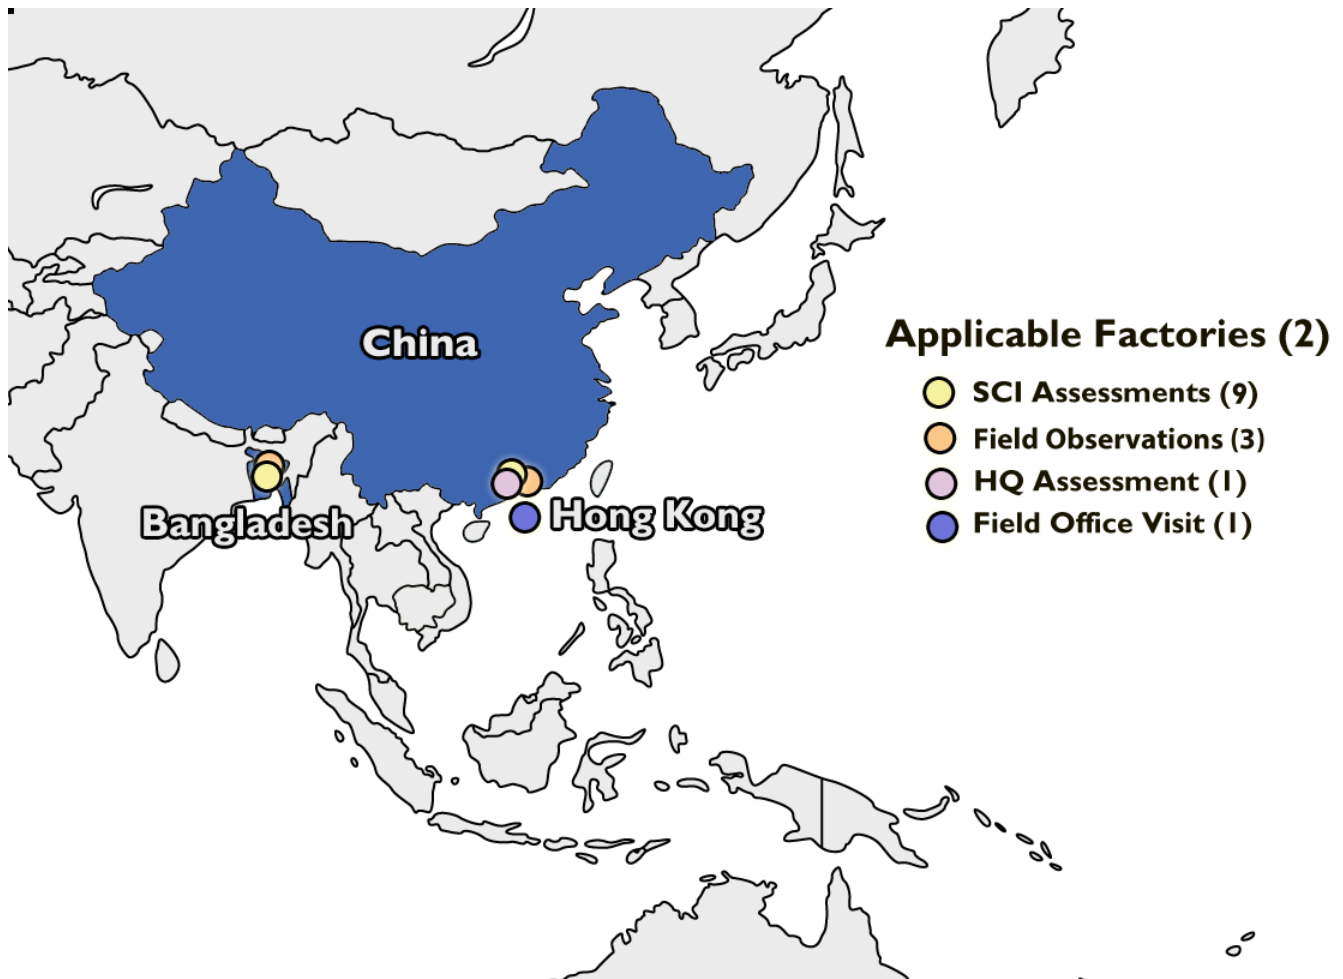 China
Bangladesh
Hong Kong
Applicable Factories (2)
SCI Assessments (9)
Field Observations (3)
HQ Assessment (1)
Field Office Visit (1)